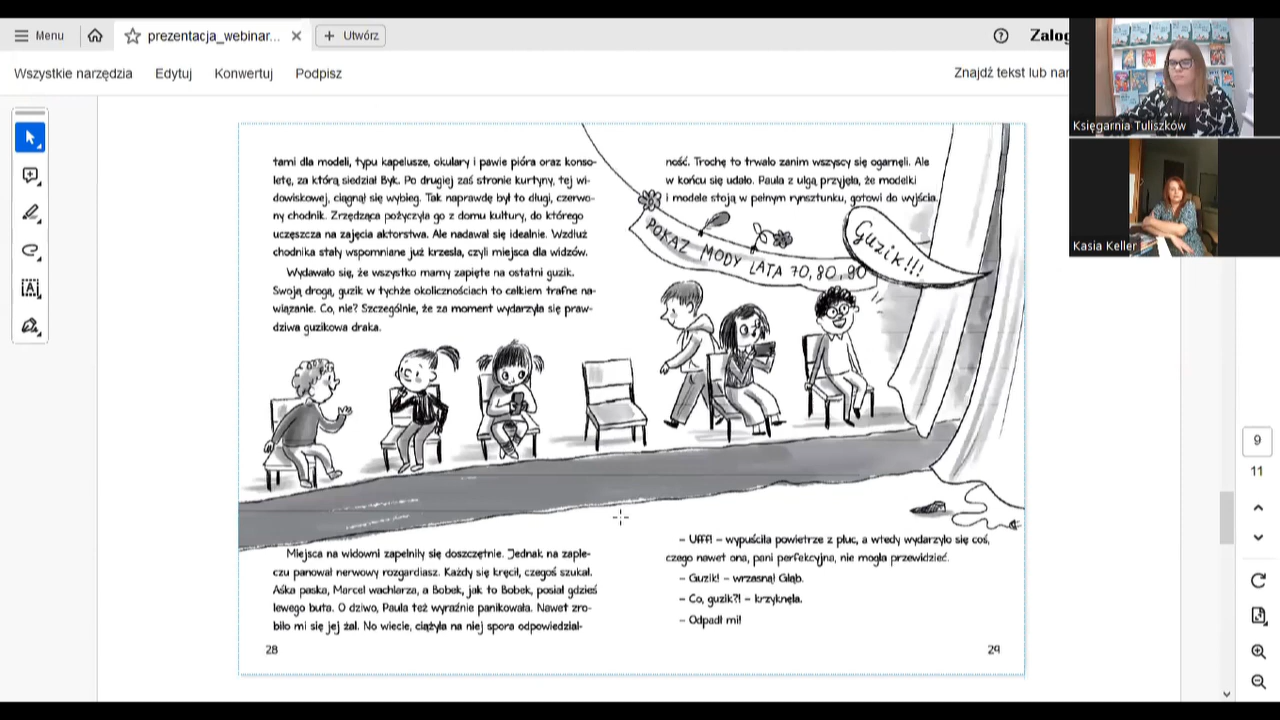 Menu
prezentacja_webinar...
Utwórz
Zalog
Wszystkie narzędzia
Edytuj
Konwertuj
Podpisz
Znajdź tekst lub nar
Księgarnia Tuliszków
Kasia Keller
tami dla modeli, typu kapelusze, okulary i pawie pióra oraz konso-
letę, za którą siedział Byk. Po drugiej zaś stronie kurtyny, tej wi-
dowiskowej, ciągnął się wybieg. Tak naprawdę był to długi, czerwo-
ny chodnik. Zrzędząca pożyczyła go z domu kultury, do którego
uczęszcza na zajęcia aktorstwa. Ale nadawał się idealnie. Wzdłuż
chodnika stały wspomniane już krzesła, czyli miejsca dla widzów.
Wydawało się, że wszystko mamy zapięte na ostatni guzik.
Swoją drogą, guzik w tychże okolicznościach to całkiem trafne na-
wiązanie. Co, nie? Szczególnie, że za moment wydarzyła się praw-
dziwa guzikowa draka.
Miejsca na widowni zapełniły się doszczętnie. Jednak na zaple-
czu panował nerwowy rozgardiasz. Każdy się kręcił, czegoś szukał.
Aśka paska, Marcel wachlarza, a Bobek, jak to Bobek, posiał gdzieś
lewego buta. O dziwo, Paula też wyraźnie panikowała. Nawet zro-
biło mi się jej żal. No wiecie, ciążyła na niej spora odpowiedzial-
28
ność. Trochę to trwało zanim wszyscy się ogarnęli. Ale
w końcu się udało. Paula z ulgą przyjęła, że modelki
i modele stoją w pełnym rynsztunku, gotowi do wyjścia.
POKAZ MODY LATA 70, 80, 90
Guzik!!!
– Ufff! – wypuściła powietrze z płuc, a wtedy wydarzyło się coś,
czego nawet ona, pani perfekcyjna, nie mogła przewidzieć.
– Guzik! – wrzasnął Głąb.
– Co, guzik?! – krzyknęła.
– Odpadł mi!
29
9
11